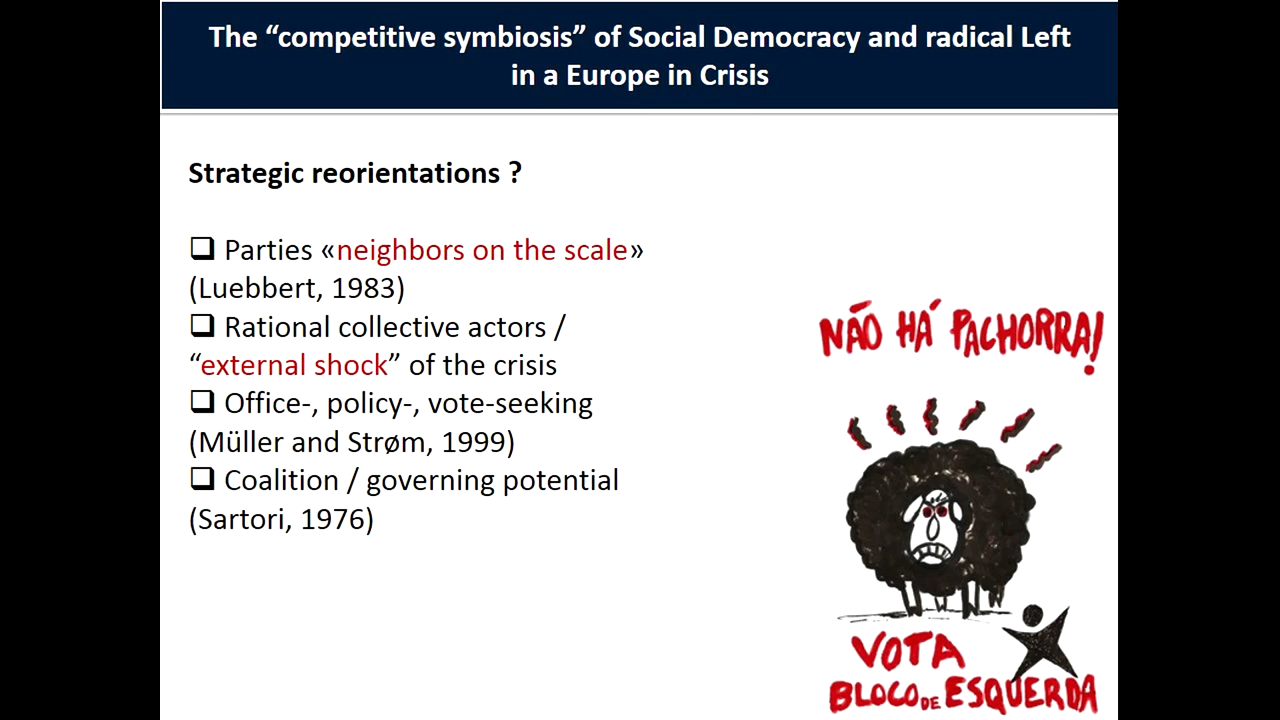 The “competitive symbiosis” of Social Democracy and radical Left
in a Europe in Crisis
Strategic reorientations ?
❑ Parties «neighbors on the scale»
(Luebbert, 1983)
❑ Rational collective actors /
“external shock” of the crisis
❑ Office-, policy-, vote-seeking
(Müller and Strøm, 1999)
❑ Coalition / governing potential
(Sartori, 1976)
NÃO HÁ PACHORRA!
VOTA
BLOCO DE ESQUERDA